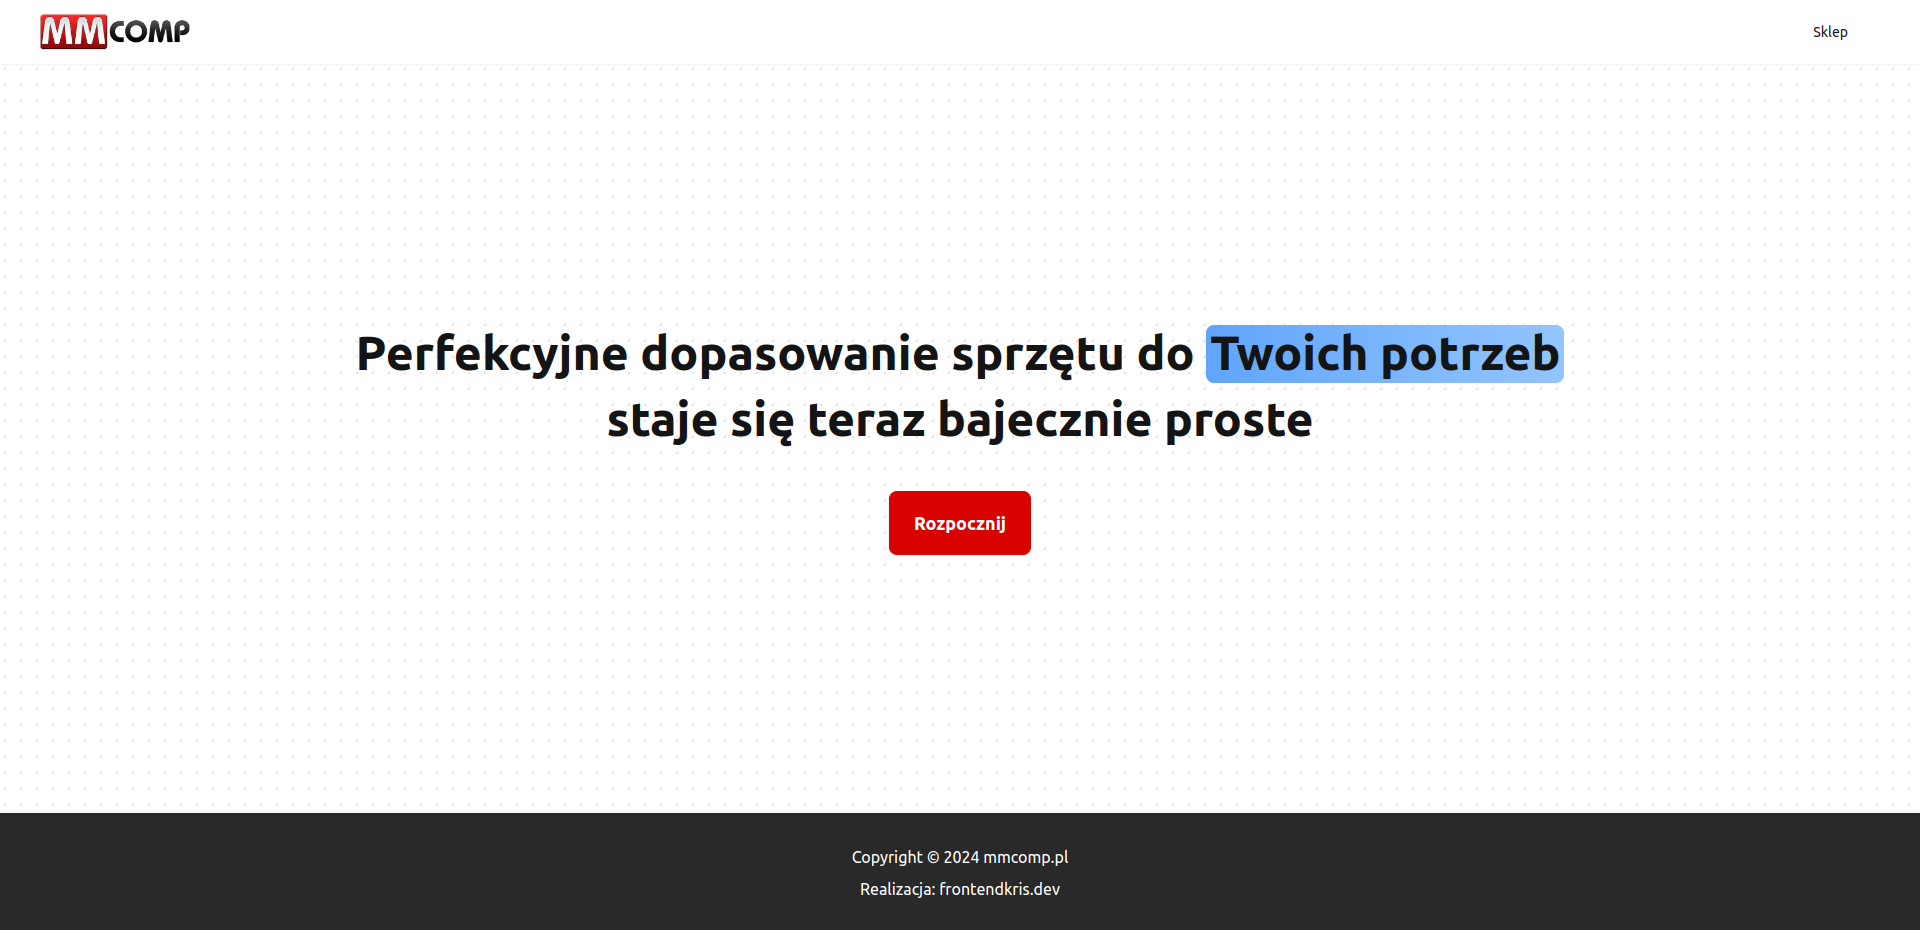 MMCOMP
Sklep
Perfekcyjne dopasowanie sprzętu do Twoich potrzeb
staje się teraz bajecznie proste
Rozpocznij
Copyright © 2024 mmcomp.pl
Realizacja: frontendkris.dev